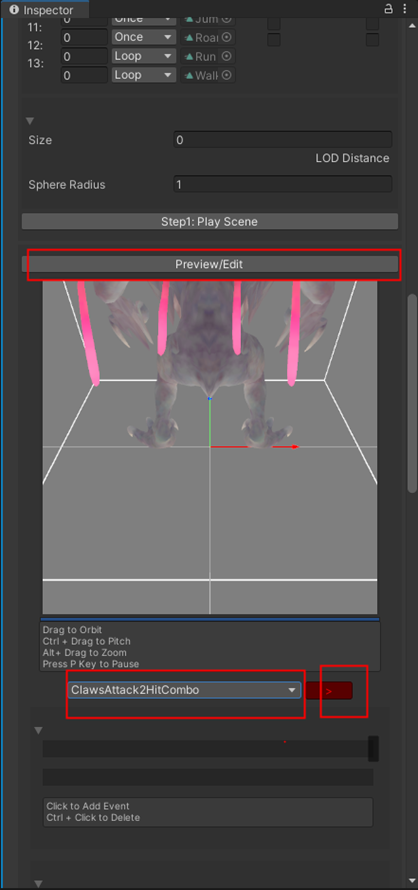 Inspector
11: 0 Once Jum
12: 0 Once Roar
13: 0 Loop Run
0 Loop Walk
Size 0
LOD Distance
Sphere Radius 1
Step1: Play Scene
Preview/Edit
Drag to Orbit
Ctrl + Drag to Pitch
Alt+ Drag to Zoom
Press P Key to Pause
ClawsAttack2HitCombo >
Click to Add Event
Ctrl + Click to Delete